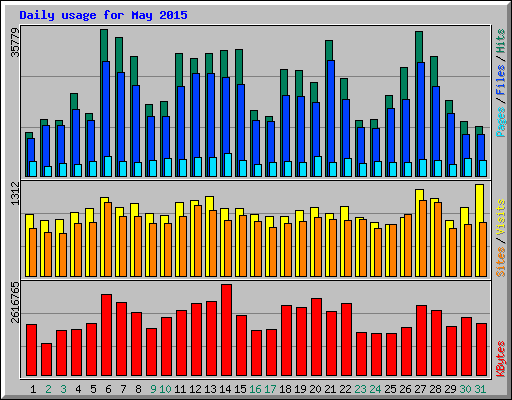 Daily usage for May 2015
35779
Pages / Files / Hits
1312
Sites / Visits
2616765
KBytes
1 2 3 4 5 6 7 8 9 10 11 12 13 14 15 16 17 18 19 20 21 22 23 24 25 26 27 28 29 30 31